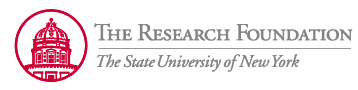 The Research Foundation
The State University of New York